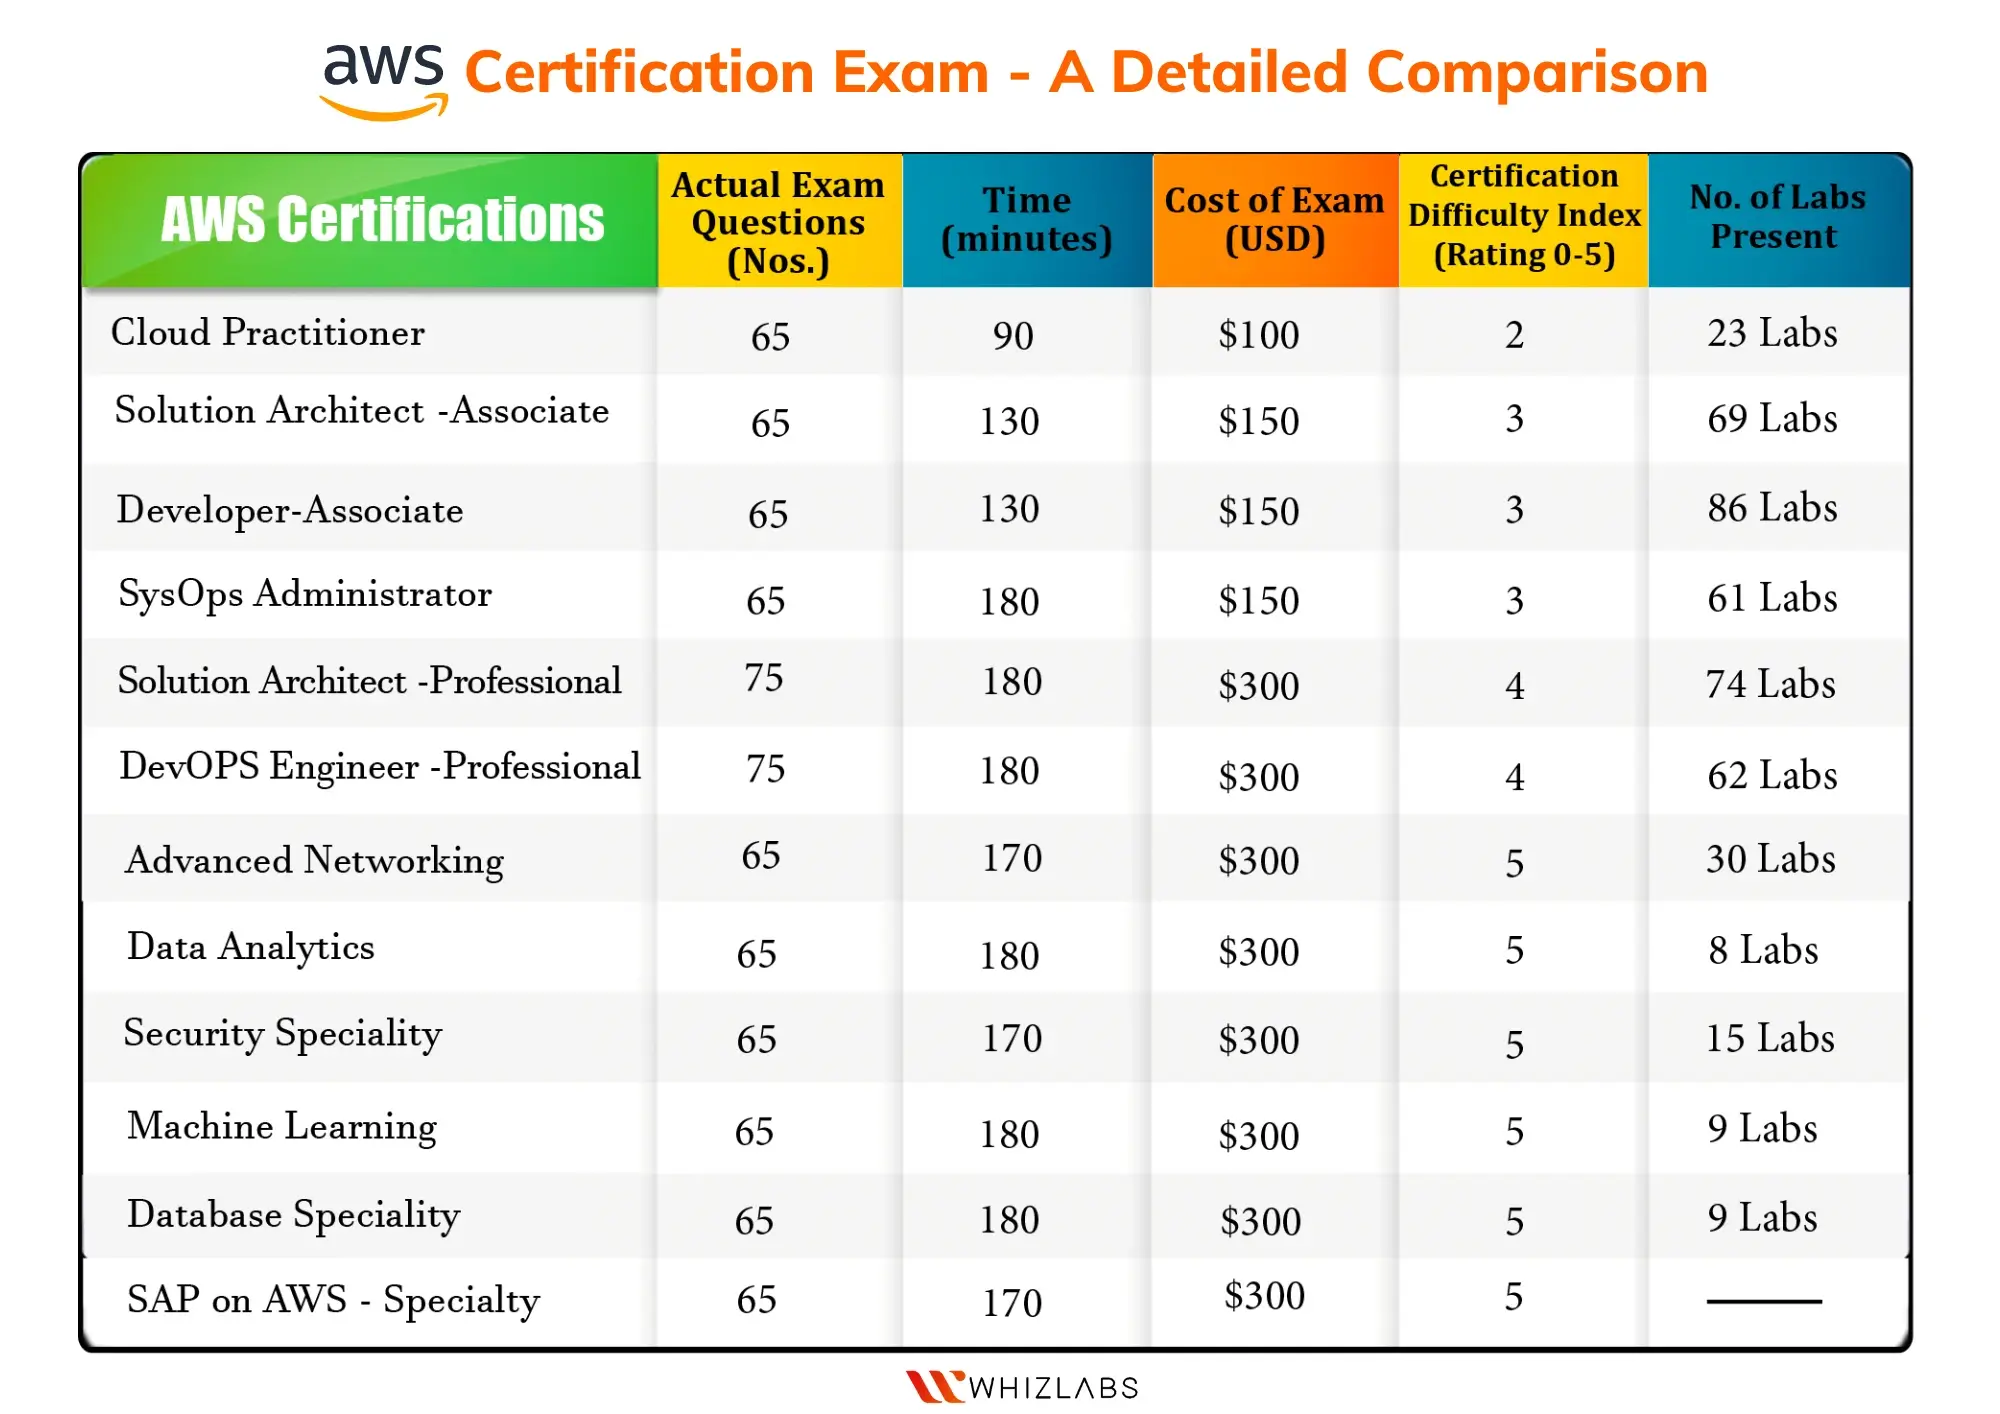 aws Certification Exam - A Detailed Comparison
AWS Certifications
Actual Exam
Questions
(Nos.)
Time
(minutes)
Cost of Exam
(USD)
Certification
Difficulty Index
(Rating 0-5)
No. of Labs
Present
Cloud Practitioner 65 90 $100 2 23 Labs
Solution Architect -Associate 65 130 $150 3 69 Labs
Developer-Associate 65 130 $150 3 86 Labs
SysOps Administrator 65 180 $150 3 61 Labs
Solution Architect -Professional 75 180 $300 4 74 Labs
DevOPS Engineer -Professional 75 180 $300 4 62 Labs
Advanced Networking 65 170 $300 5 30 Labs
Data Analytics 65 180 $300 5 8 Labs
Security Speciality 65 170 $300 5 15 Labs
Machine Learning 65 180 $300 5 9 Labs
Database Speciality 65 180 $300 5 9 Labs
SAP on AWS - Specialty 65 170 $300 5 —
WHIZLABS